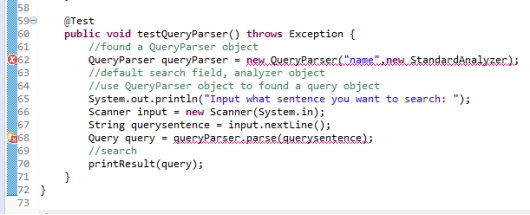 58
59 @Test
60 public void testQueryParser() throws Exception {
61 //found a QueryParser object
62 QueryParser queryParser = new QueryParser("name",new StandardAnalyzer);
63 //default search field, analyzer object
64 //use QueryParser object to found a query object
65 System.out.println("Input what sentence you want to search: ");
66 Scanner input = new Scanner(System.in);
67 String querysentence = input.nextLine();
68 Query query = queryParser.parse(querysentence);
69 //search
70 printResult(query);
71 }
72 }
73